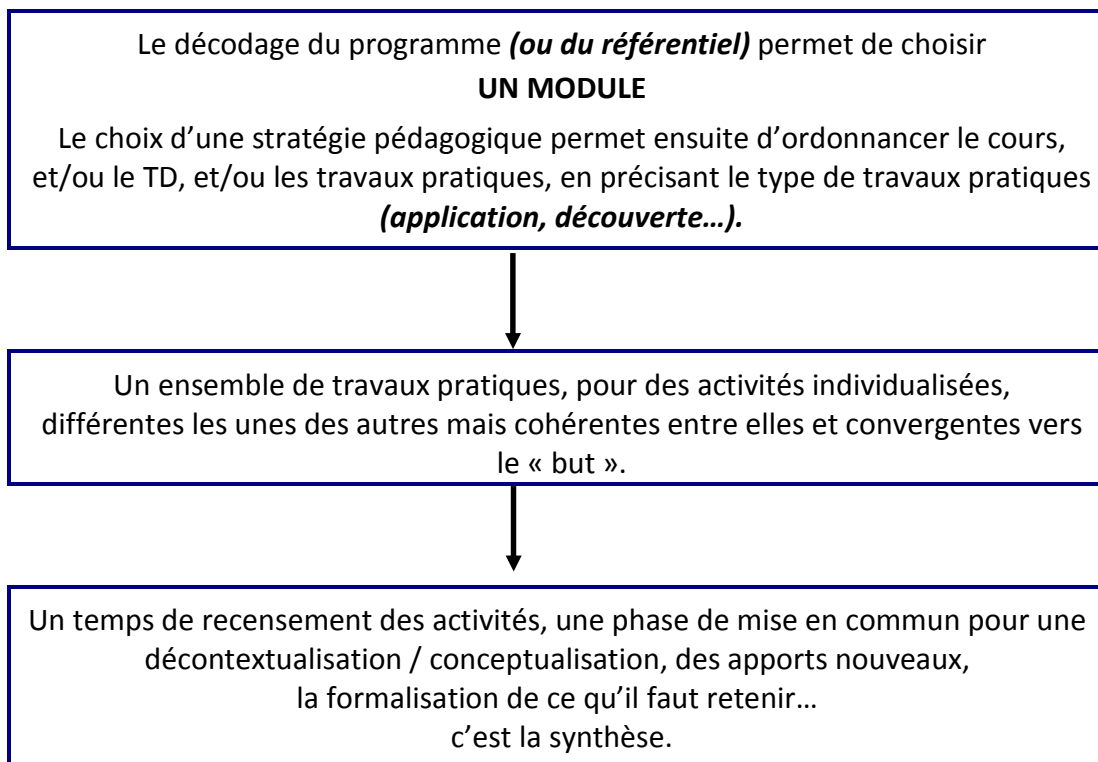 Le décodage du programme (ou du référentiel) permet de choisir
UN MODULE
Le choix d’une stratégie pédagogique permet ensuite d’ordonnancer le cours,
et/ou le TD, et/ou les travaux pratiques, en précisant le type de travaux pratiques
(application, découverte…).
Un ensemble de travaux pratiques, pour des activités individualisées,
différentes les unes des autres mais cohérentes entre elles et convergentes vers
le « but ».
Un temps de recensement des activités, une phase de mise en commun pour une
décontextualisation / conceptualisation, des apports nouveaux,
la formalisation de ce qu’il faut retenir…
c’est la synthèse.